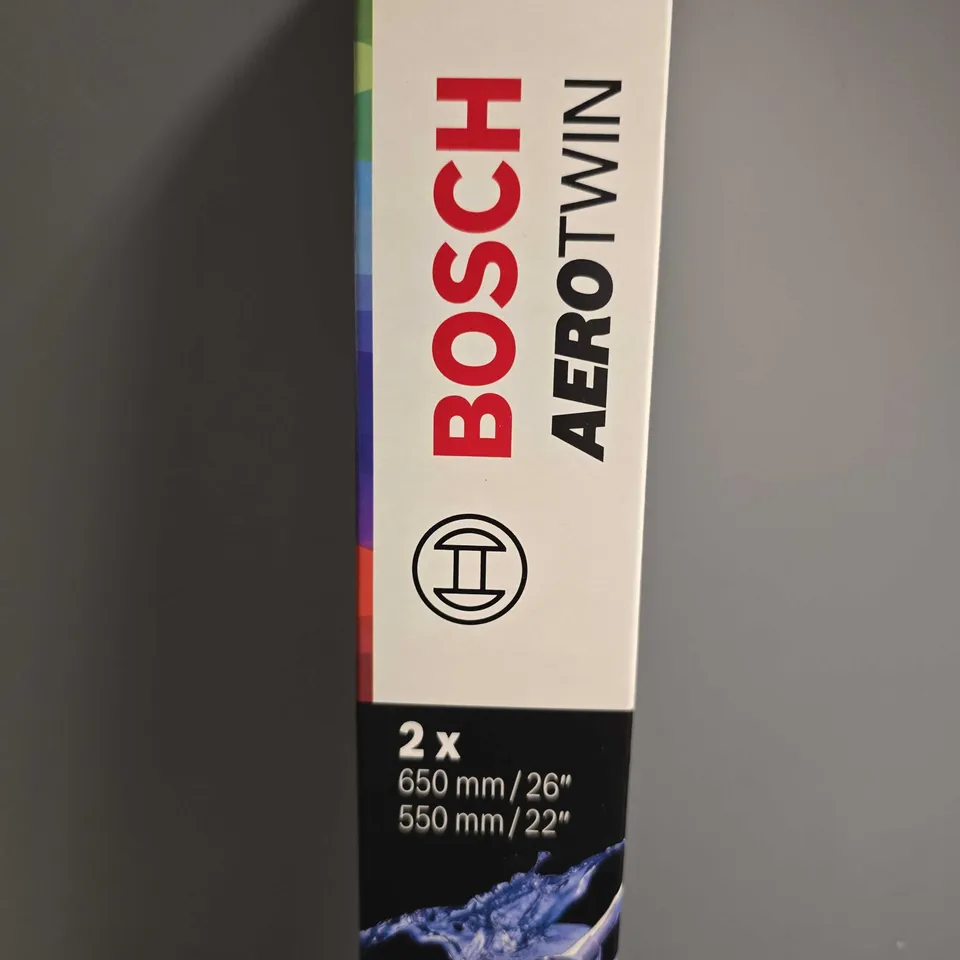 BOSCH
AEROTWIN
2 x
650 mm / 26"
550 mm / 22"